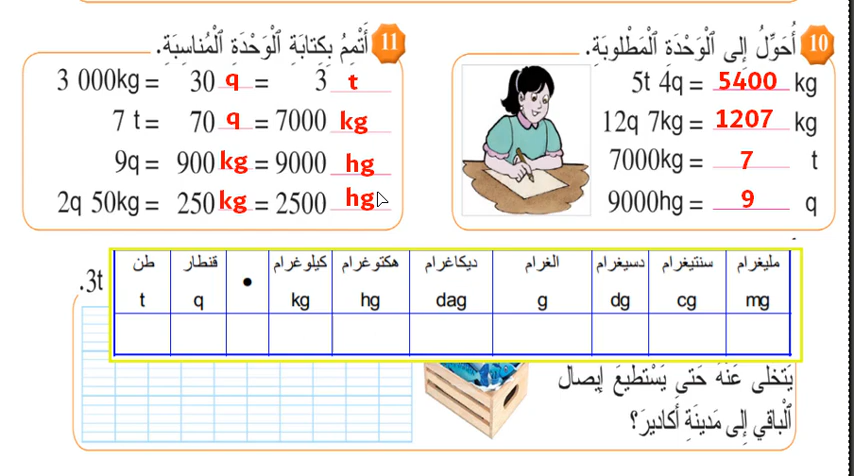 10 أُحَوِّلُ إِلى ٱلْوَحْدَةِ ٱلْمَطْلوبَةِ.
5t 4q = 5400 kg
12q 7kg = 1207 kg
7000kg = 7 t
9000hg = 9 q
11 أُتْمِمُ بِكِتابَةِ ٱلْوَحْدَةِ ٱلْمُناسِبَةِ.
3 000kg = 30 q = 3 t
7 t = 70 q = 7000 kg
9q = 900 kg = 9000 hg
2q 50kg = 250 kg = 2500 hg
3t.
طن قنطار • كيلوغرام هكتوغرام ديكاغرام الغرام دسيغرام سنتيغرام مليغرام
t q kg hg dag g dg cg mg
يَتَخَلى عَنْهُ حَتى يَسْتَطيعَ إيصالَ
ٱلْباقي إِلى مَدينَةِ أَكاديرَ؟